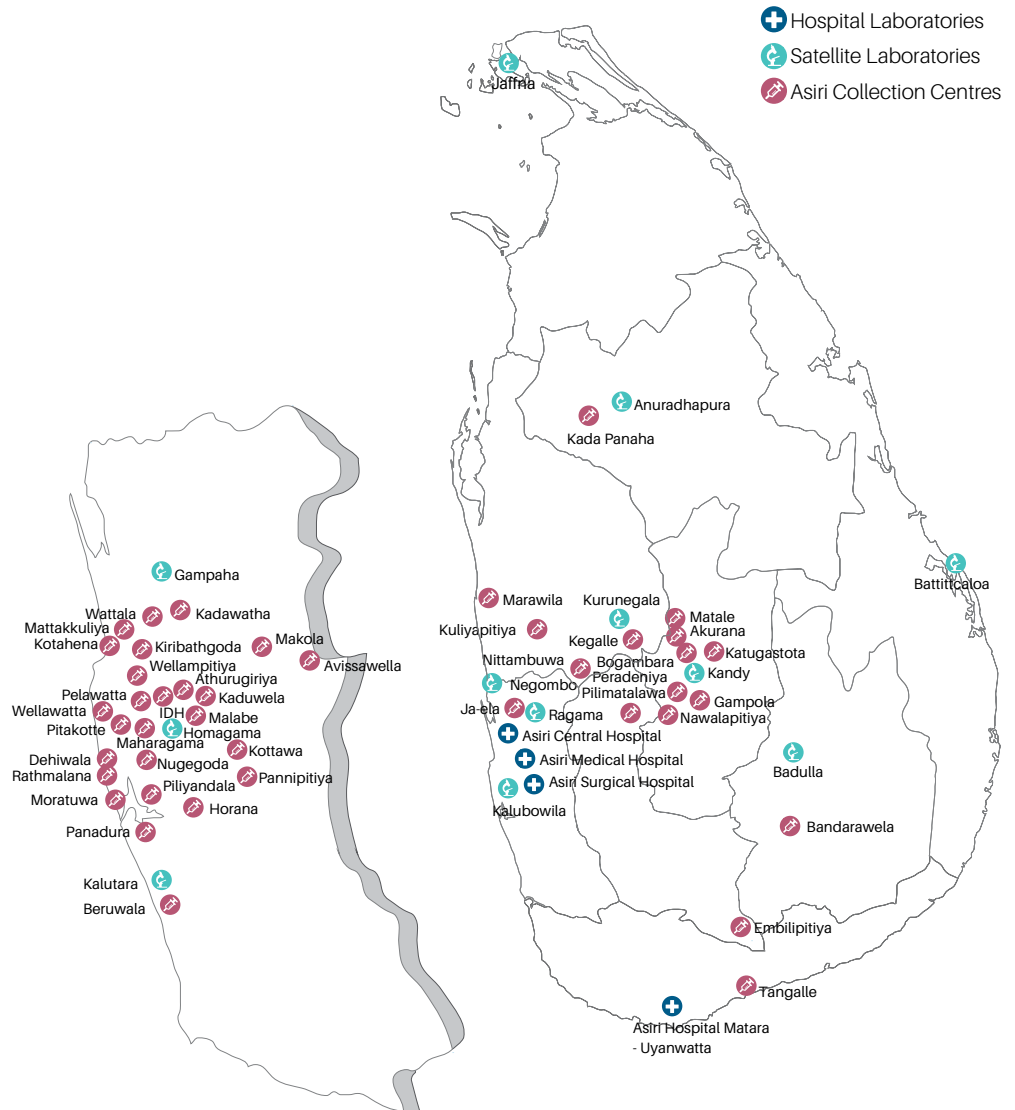 Hospital Laboratories
Satellite Laboratories
Asiri Collection Centres
Jaffna
Anuradhapura
Kada Panaha
Battitcaloa
Marawila
Kurunegala
Matale
Kuliyapitiya
Akurana
Kegalle
Katugastota
Nittambuwa
Bogambara
Peradeniya
Kandy
Negombo
Pilimatalawa
Gampola
Ja-ela
Ragama
Nawalapitiya
Asiri Central Hospital
Asiri Medical Hospital
Badulla
Asiri Surgical Hospital
Kalubowila
Bandarawela
Embilipitiya
Tangalle
Asiri Hospital Matara
- Uyanwatta
Gampaha
Wattala
Kadawatha
Mattakkuliya
Kotahena
Kiribathgoda
Makola
Avissawella
Wellampitiya
Athurugiriya
Pelawatta
Kaduwela
Wellawatta
IDH
Malabe
Pitakotte
Homagama
Maharagama
Kottawa
Dehiwala
Nugegoda
Rathmalana
Pannipitiya
Piliyandala
Moratuwa
Horana
Panadura
Kalutara
Beruwala